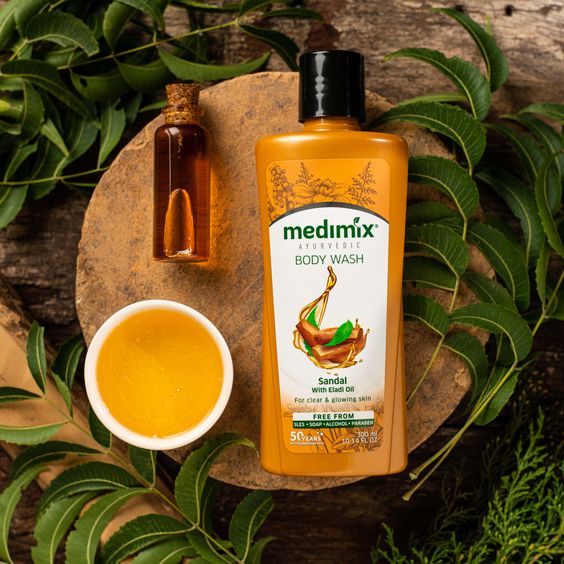 medimix®
AYURVEDIC
BODY WASH
Sandal
With Eladi Oil
For clear & glowing skin
FREE FROM
SLES • SOAP • ALCOHOL • PARABEN
50 YEARS
300 ml
10.14 FL OZ